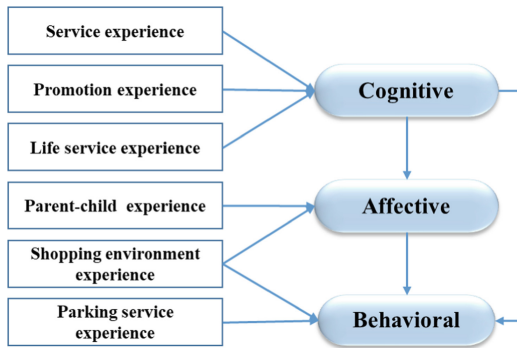 Service experience
Promotion experience
Life service experience
Parent-child experience
Shopping environment
experience
Parking service
experience
Cognitive
Affective
Behavioral